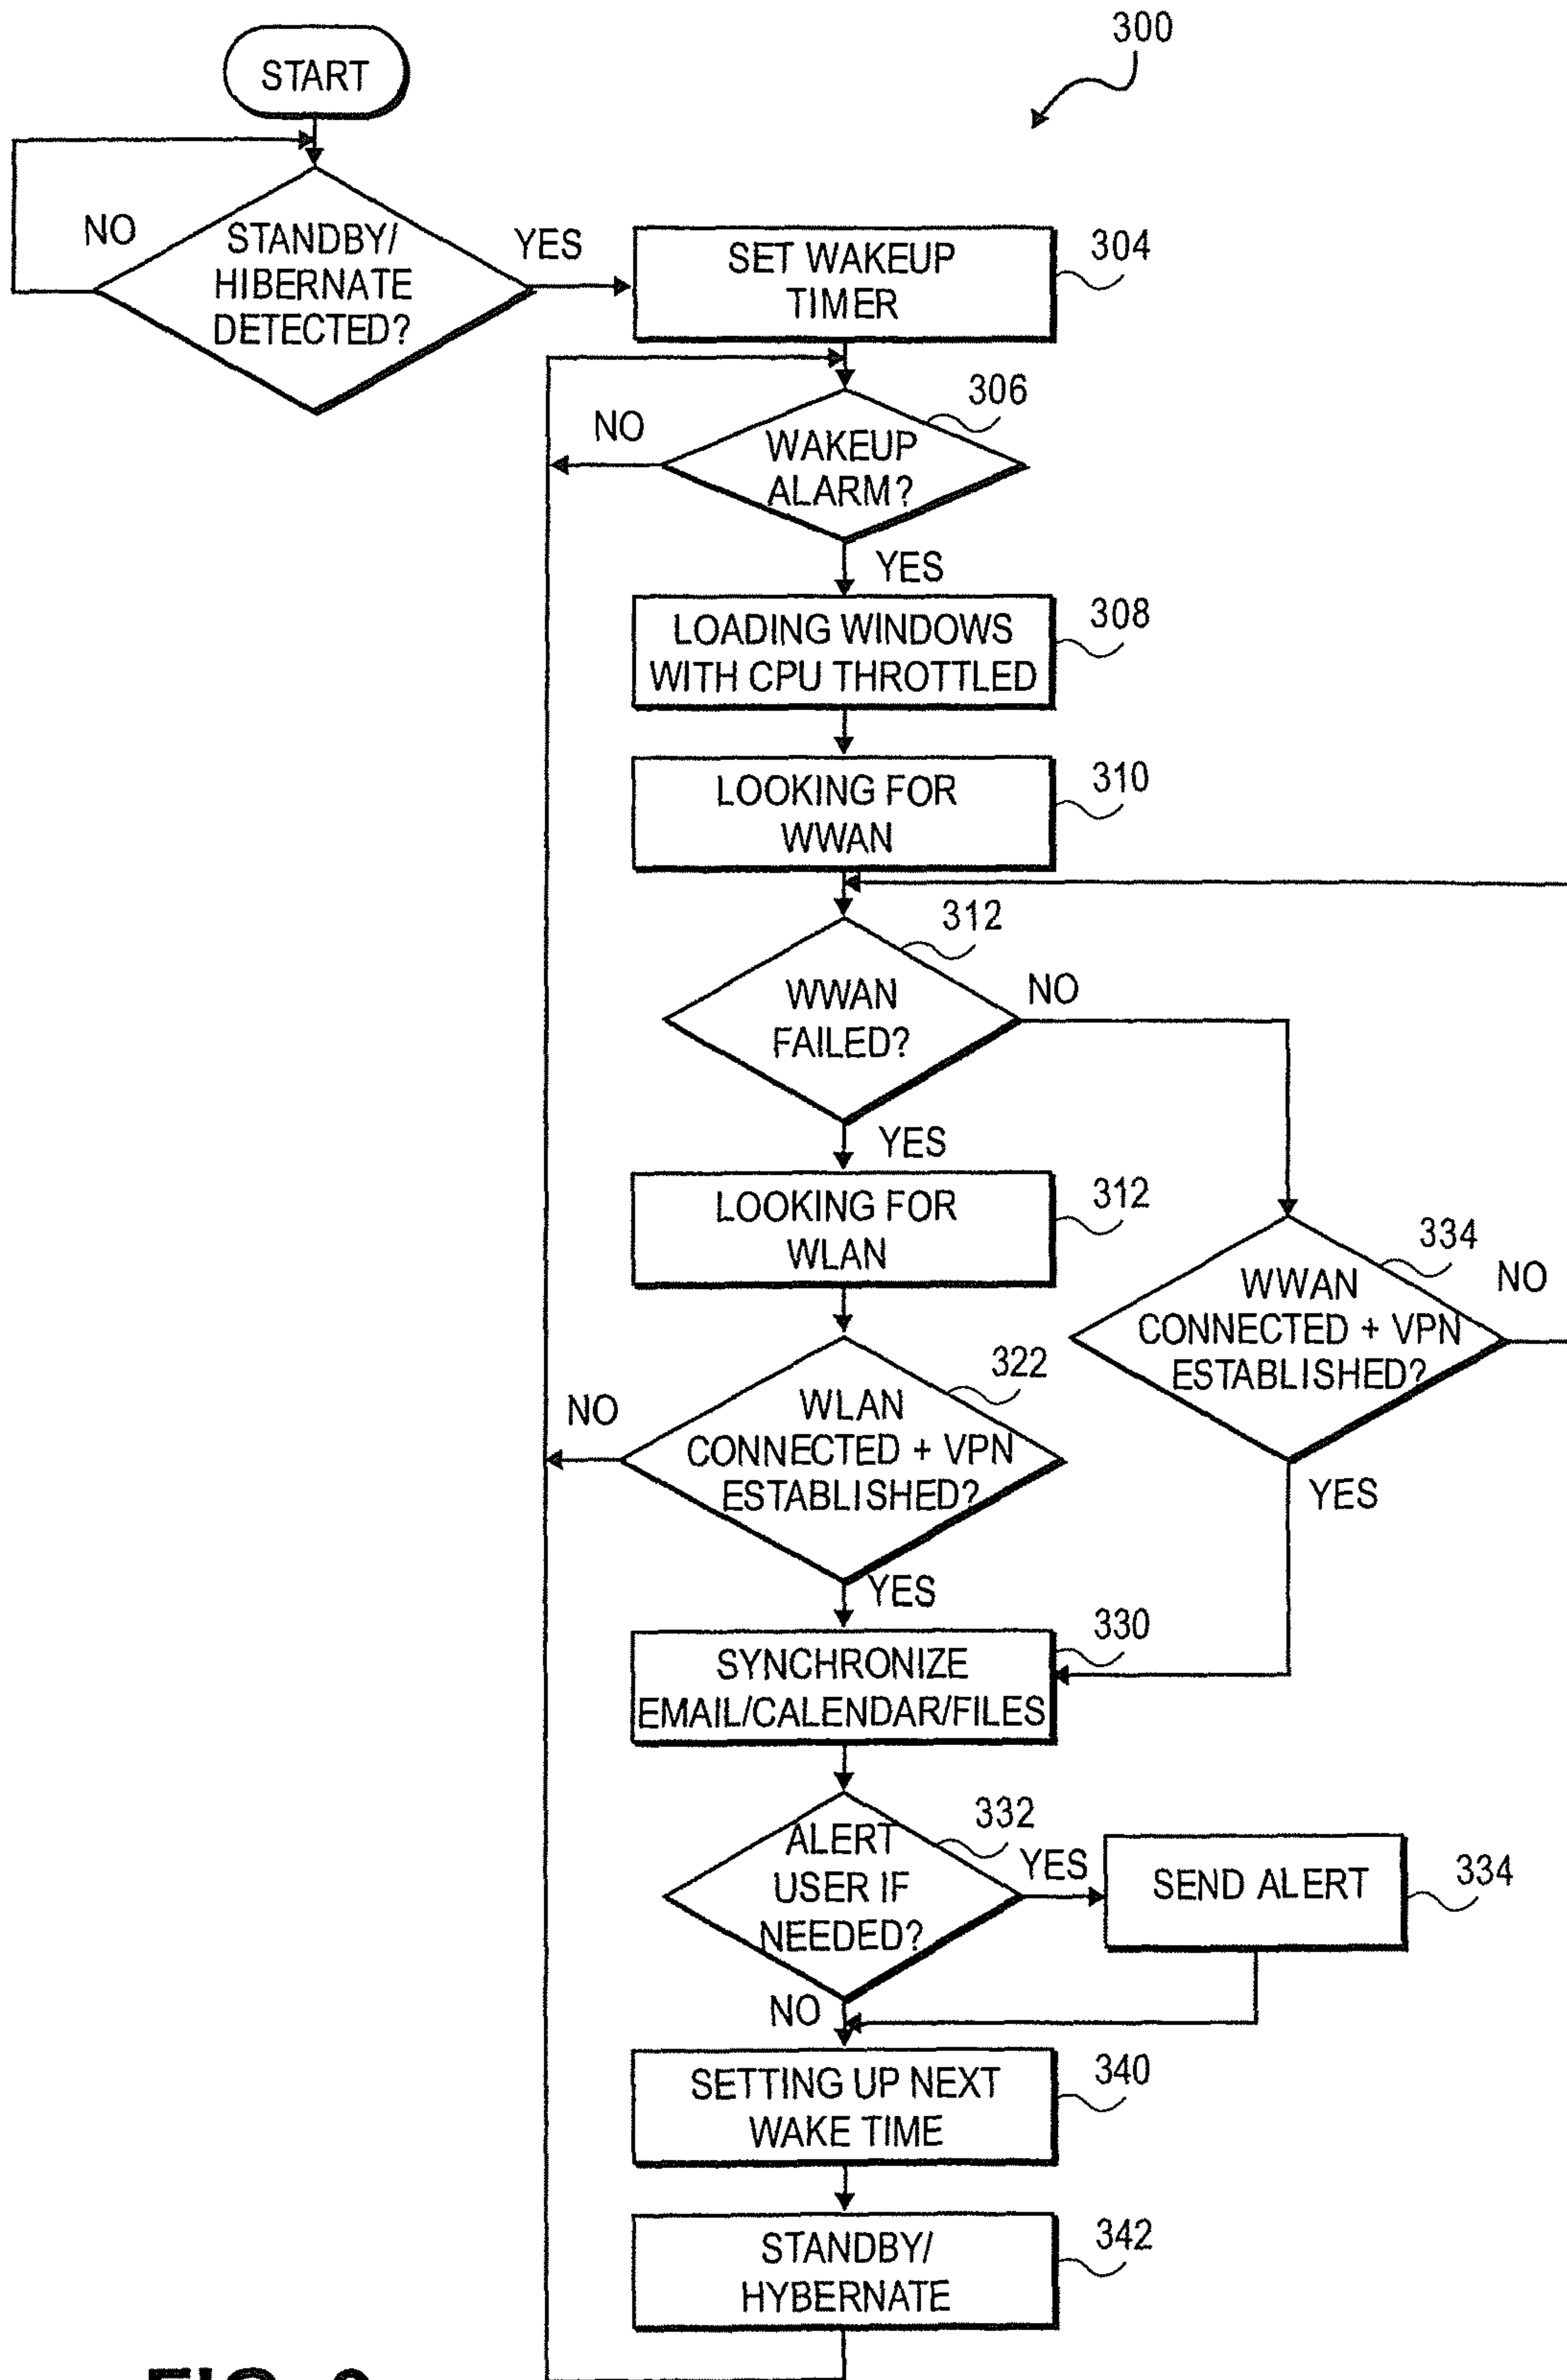 300
START
NO
STANDBY/
HIBERNATE
DETECTED?
YES
SET WAKEUP
TIMER
304
306
NO
WAKEUP
ALARM?
YES
LOADING WINDOWS
WITH CPU THROTTLED
308
LOOKING FOR
WWAN
310
312
WWAN
FAILED?
NO
YES
LOOKING FOR
WLAN
312
334
WWAN
CONNECTED + VPN
ESTABLISHED?
NO
YES
322
NO
WLAN
CONNECTED + VPN
ESTABLISHED?
YES
SYNCHRONIZE
EMAIL/CALENDAR/FILES
330
332
ALERT
USER IF
NEEDED?
YES
SEND ALERT
334
NO
SETTING UP NEXT
WAKE TIME
340
STANDBY/
HYBERNATE
342